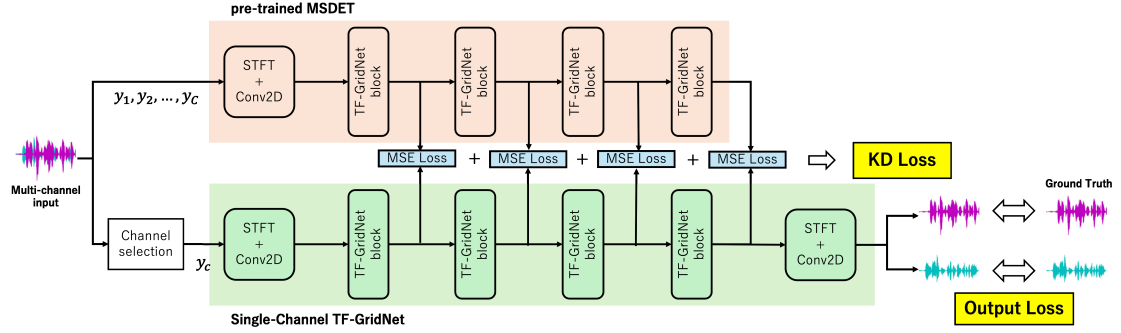 pre-trained MSDET
STFT
+
Conv2D
TF-GridNet
block
TF-GridNet
block
TF-GridNet
block
TF-GridNet
block
y₁, y₂, ..., y_C
MSE Loss + MSE Loss + MSE Loss + MSE Loss
KD Loss
Multi-channel
input
Ground Truth
Channel
selection
y_c
STFT
+
Conv2D
TF-GridNet
block
TF-GridNet
block
TF-GridNet
block
TF-GridNet
block
STFT
+
Conv2D
Output Loss
Single-Channel TF-GridNet